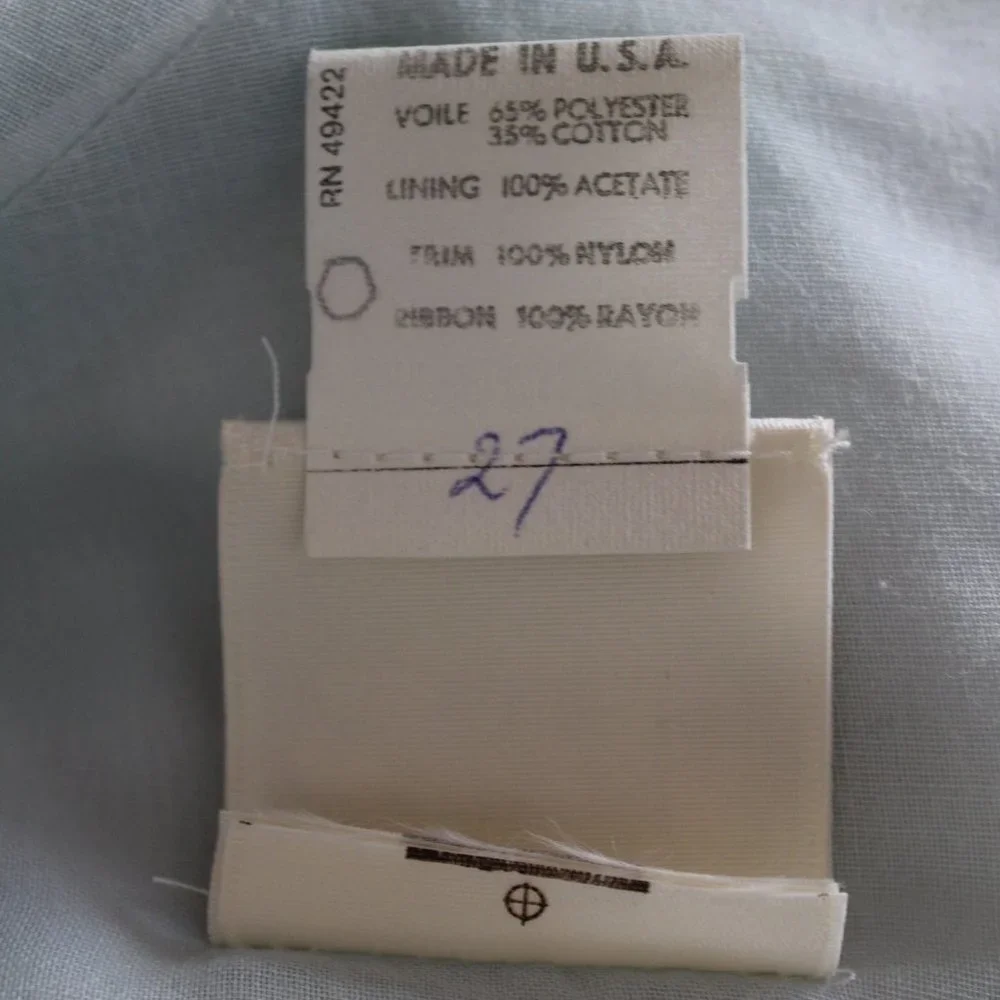 MADE IN U.S.A.
RN 49422
VOILE 65% POLYESTER
35% COTTON
LINING 100% ACETATE
TRIM 100% NYLON
RIBBON 100% RAYON
27